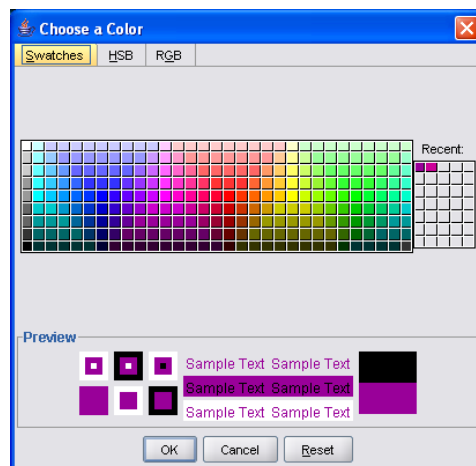 Choose a Color
Swatches HSB RGB
Recent:
Preview
Sample Text Sample Text
Sample Text Sample Text
Sample Text Sample Text
OK Cancel Reset